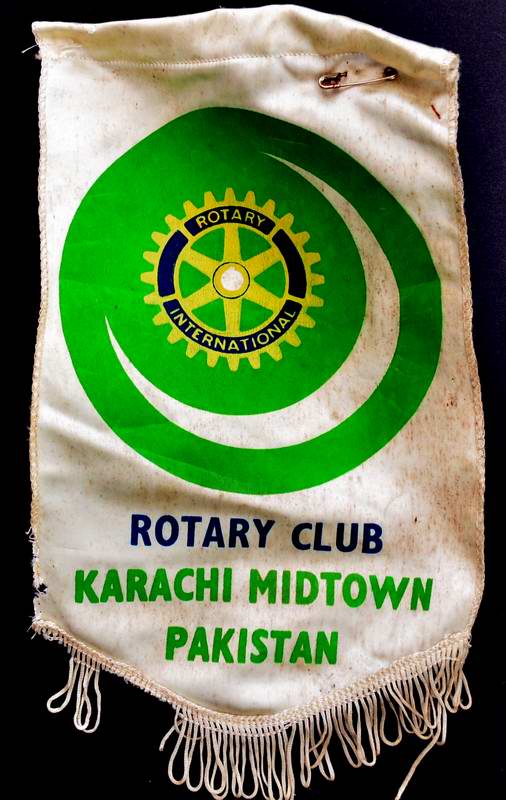 ROTARY
INTERNATIONAL
ROTARY CLUB
KARACHI MIDTOWN
PAKISTAN